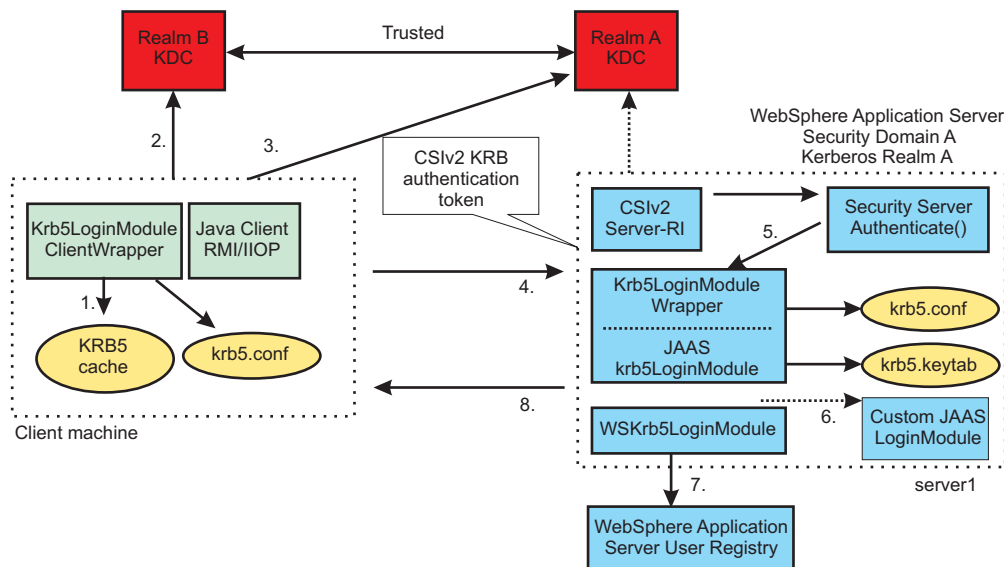 Realm B
KDC
Trusted
Realm A
KDC
2.
3.
WebSphere Application Server
Security Domain A
Kerberos Realm A
CSIv2 KRB
authentication
token
Krb5LoginModule
ClientWrapper
Java Client
RMI/IIOP
CSIv2
Server-RI
Security Server
Authenticate()
5.
1.
4.
Krb5LoginModule
Wrapper
krb5.conf
KRB5
cache
krb5.conf
JAAS
krb5LoginModule
krb5.keytab
8.
6.
Client machine
WSKrb5LoginModule
Custom JAAS
LoginModule
7.
server1
WebSphere Application
Server User Registry